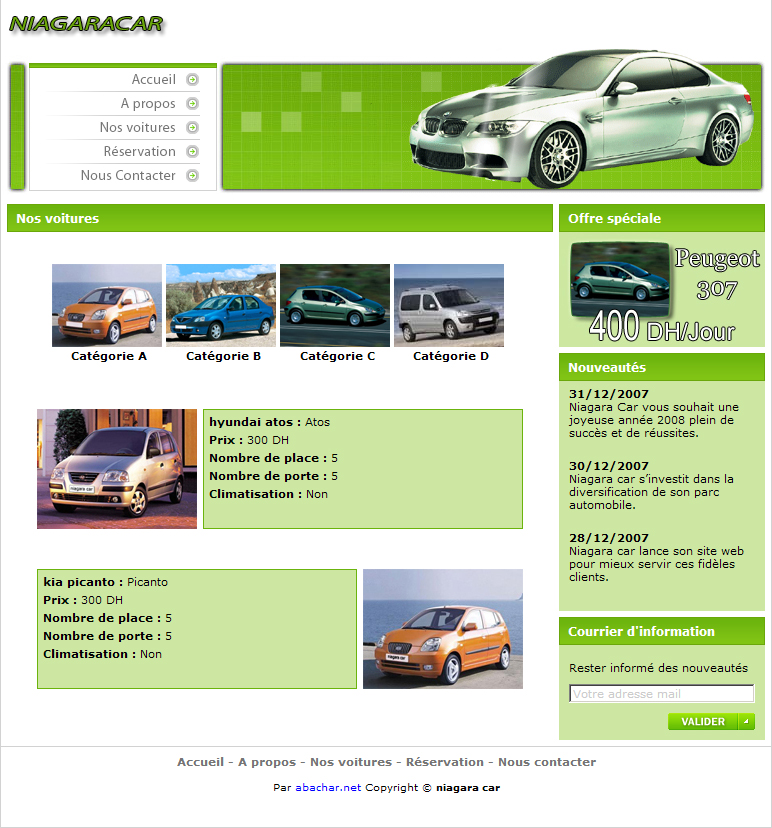 NIAGARACAR
Accueil
A propos
Nos voitures
Réservation
Nous Contacter
Nos voitures
Catégorie A
Catégorie B
Catégorie C
Catégorie D
hyundai atos : Atos
Prix : 300 DH
Nombre de place : 5
Nombre de porte : 5
Climatisation : Non
niagara car
kia picanto : Picanto
Prix : 300 DH
Nombre de place : 5
Nombre de porte : 5
Climatisation : Non
niagara car
Offre spéciale
Peugeot
307
400 DH/Jour
Nouveautés
31/12/2007
Niagara Car vous souhait une
joyeuse année 2008 plein de
succès et de réussites.
30/12/2007
Niagara car s’investit dans la
diversification de son parc
automobile.
28/12/2007
Niagara car lance son site web
pour mieux servir ces fidèles
clients.
Courrier d'information
Rester informé des nouveautés
Votre adresse mail
VALIDER
Accueil - A propos - Nos voitures - Réservation - Nous contacter
Par abachar.net Copyright © niagara car